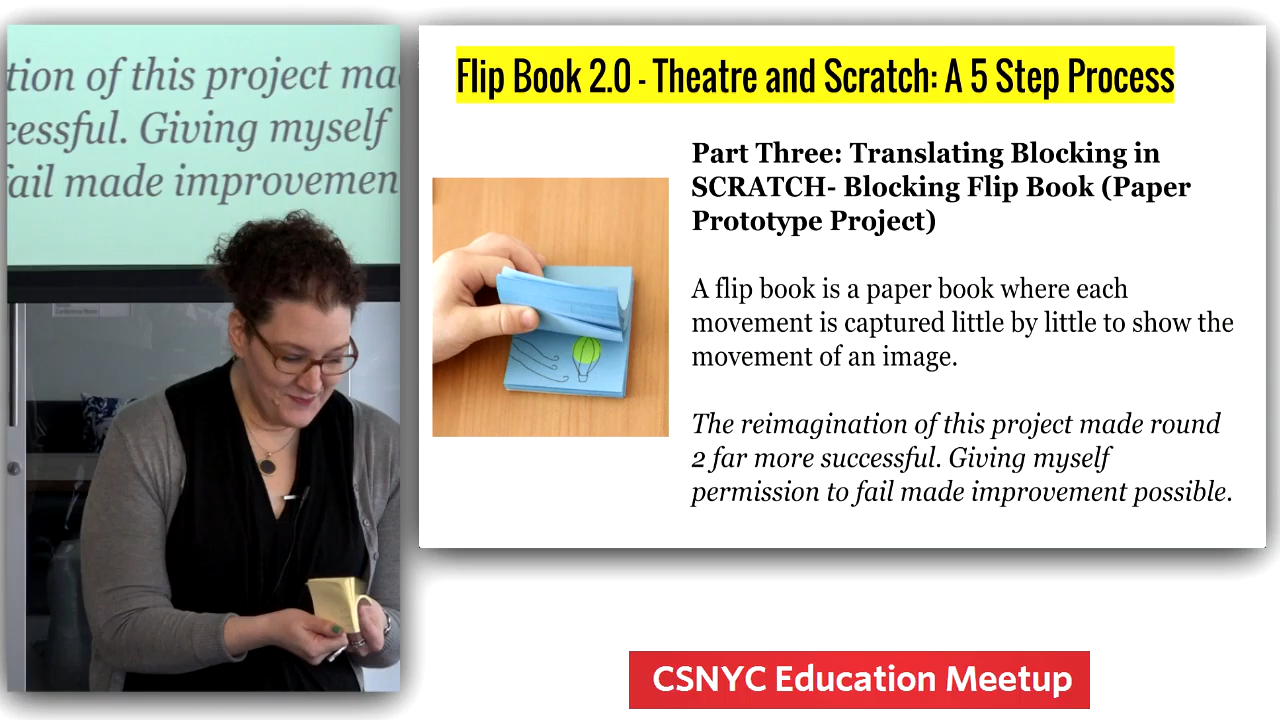 tion of this project ma
cessful. Giving myself
fail made improvemen
Flip Book 2.0 - Theatre and Scratch: A 5 Step Process
Part Three: Translating Blocking in
SCRATCH- Blocking Flip Book (Paper
Prototype Project)
A flip book is a paper book where each
movement is captured little by little to show the
movement of an image.
The reimagination of this project made round
2 far more successful. Giving myself
permission to fail made improvement possible.
CSNYC Education Meetup